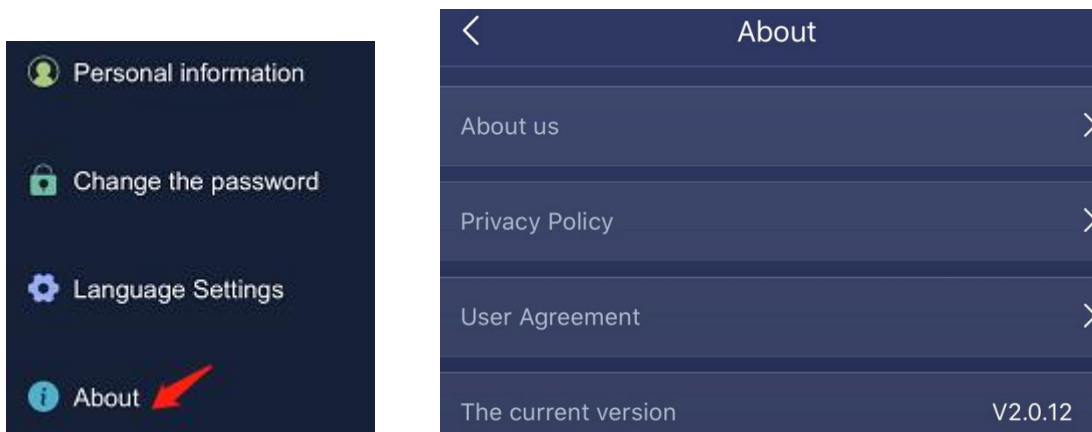 Personal information
Change the password
Language Settings
About
About
About us
Privacy Policy
User Agreement
The current version V2.0.12